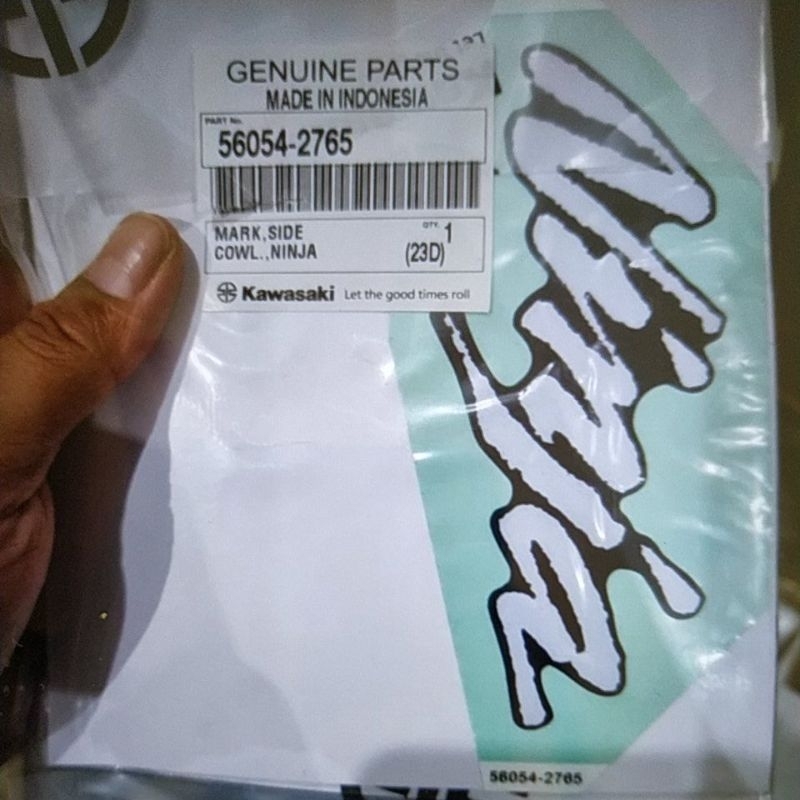 GENUINE PARTS
MADE IN INDONESIA
PART No.
56054-2765
MARK,SIDE
COWL.,NINJA
QTY. 1
(23D)
Kawasaki Let the good times roll
Ninja
56054-2765